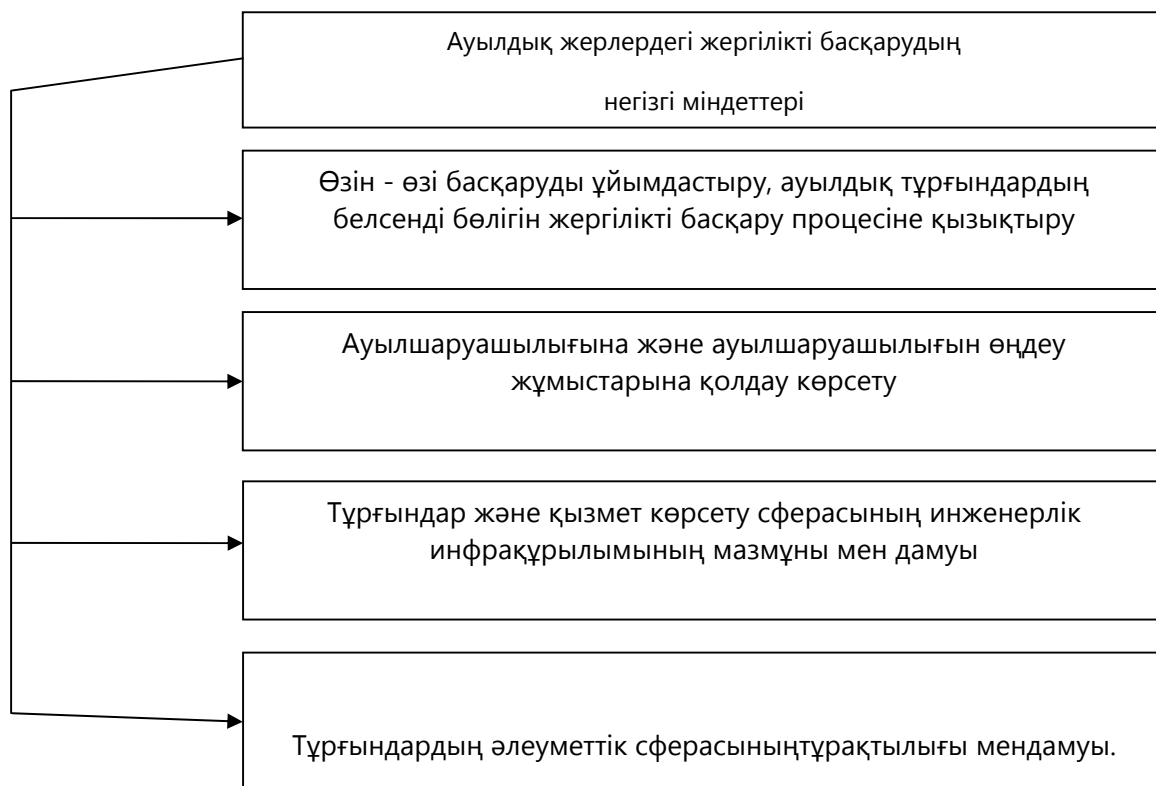 Ауылдық жерлердегі жергілікті басқарудың
негізгі міндеттері
Өзін - өзі басқаруды ұйымдастыру, ауылдық тұрғындардың
белсенді бөлігін жергілікті басқару процесіне қызықтыру
Ауылшаруашылығына және ауылшаруашылығын өңдеу
жұмыстарына қолдау көрсету
Тұрғындар және қызмет көрсету сферасының инженерлік
инфрақұрылымының мазмұны мен дамуы
Тұрғындардың әлеуметтік сферасыныңтұрақтылығы мендамуы.